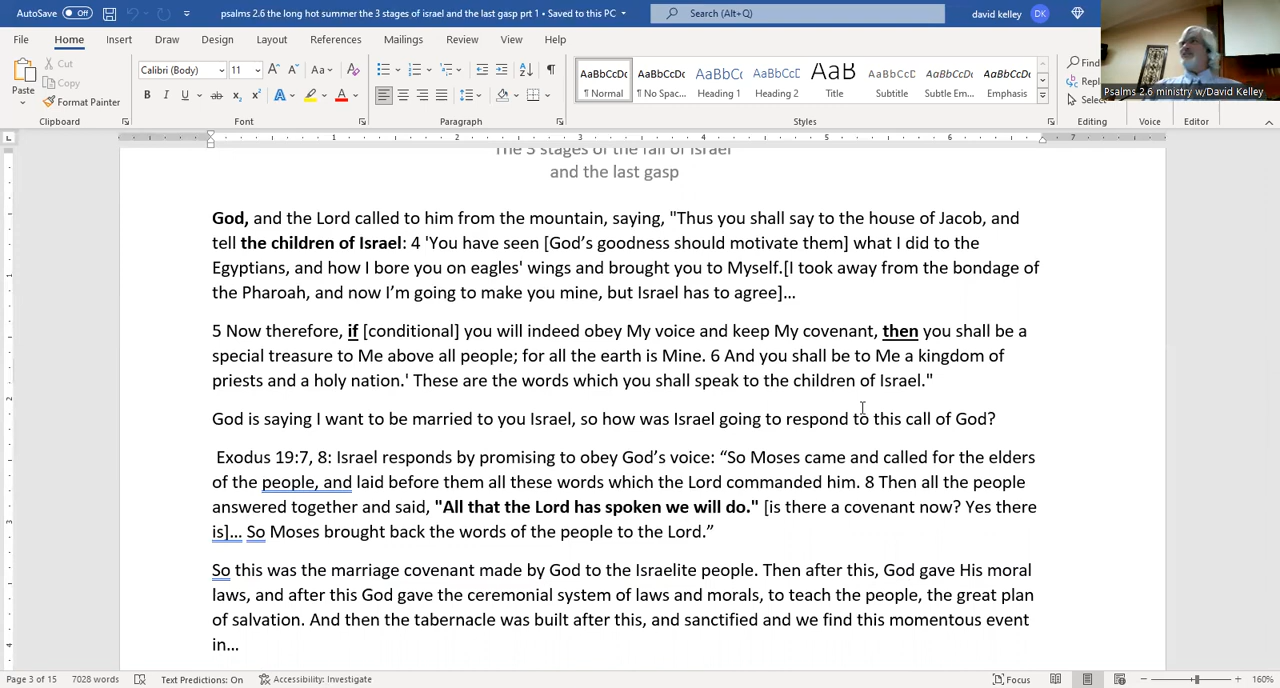 AutoSave Off psalms 2.6 the long hot summer the 3 stages of israel and the last gasp prt 1 • Saved to this PC Search (Alt+Q) david kelley DK
File Home Insert Draw Design Layout References Mailings Review View Help
Paste
Cut
Copy
Format Painter
Clipboard
Calibri (Body) 11
Font
Paragraph
AaBbCcDc AaBbCcDc AaBbCc AaBbCcD AaB AaBbCcD AaBbCcDc AaBbCcDc
¶ Normal ¶ No Spac... Heading 1 Heading 2 Title Subtitle Subtle Em... Emphasis
Styles
Editing Voice Editor
Psalms 2.6 ministry w/David Kelley
The 3 stages of the fall of Israel
and the last gasp
God, and the Lord called to him from the mountain, saying, "Thus you shall say to the house of Jacob, and
tell the children of Israel: 4 'You have seen [God’s goodness should motivate them] what I did to the
Egyptians, and how I bore you on eagles' wings and brought you to Myself.[I took away from the bondage of
the Pharoah, and now I’m going to make you mine, but Israel has to agree]…
5 Now therefore, if [conditional] you will indeed obey My voice and keep My covenant, then you shall be a
special treasure to Me above all people; for all the earth is Mine. 6 And you shall be to Me a kingdom of
priests and a holy nation.' These are the words which you shall speak to the children of Israel."
God is saying I want to be married to you Israel, so how was Israel going to respond to this call of God?
Exodus 19:7, 8: Israel responds by promising to obey God’s voice: “So Moses came and called for the elders
of the people, and laid before them all these words which the Lord commanded him. 8 Then all the people
answered together and said, "All that the Lord has spoken we will do." [is there a covenant now? Yes there
is]… So Moses brought back the words of the people to the Lord.”
So this was the marriage covenant made by God to the Israelite people. Then after this, God gave His moral
laws, and after this God gave the ceremonial system of laws and morals, to teach the people, the great plan
of salvation. And then the tabernacle was built after this, and sanctified and we find this momentous event
in…
Page 3 of 15 7028 words Text Predictions: On Accessibility: Investigate Focus 160%